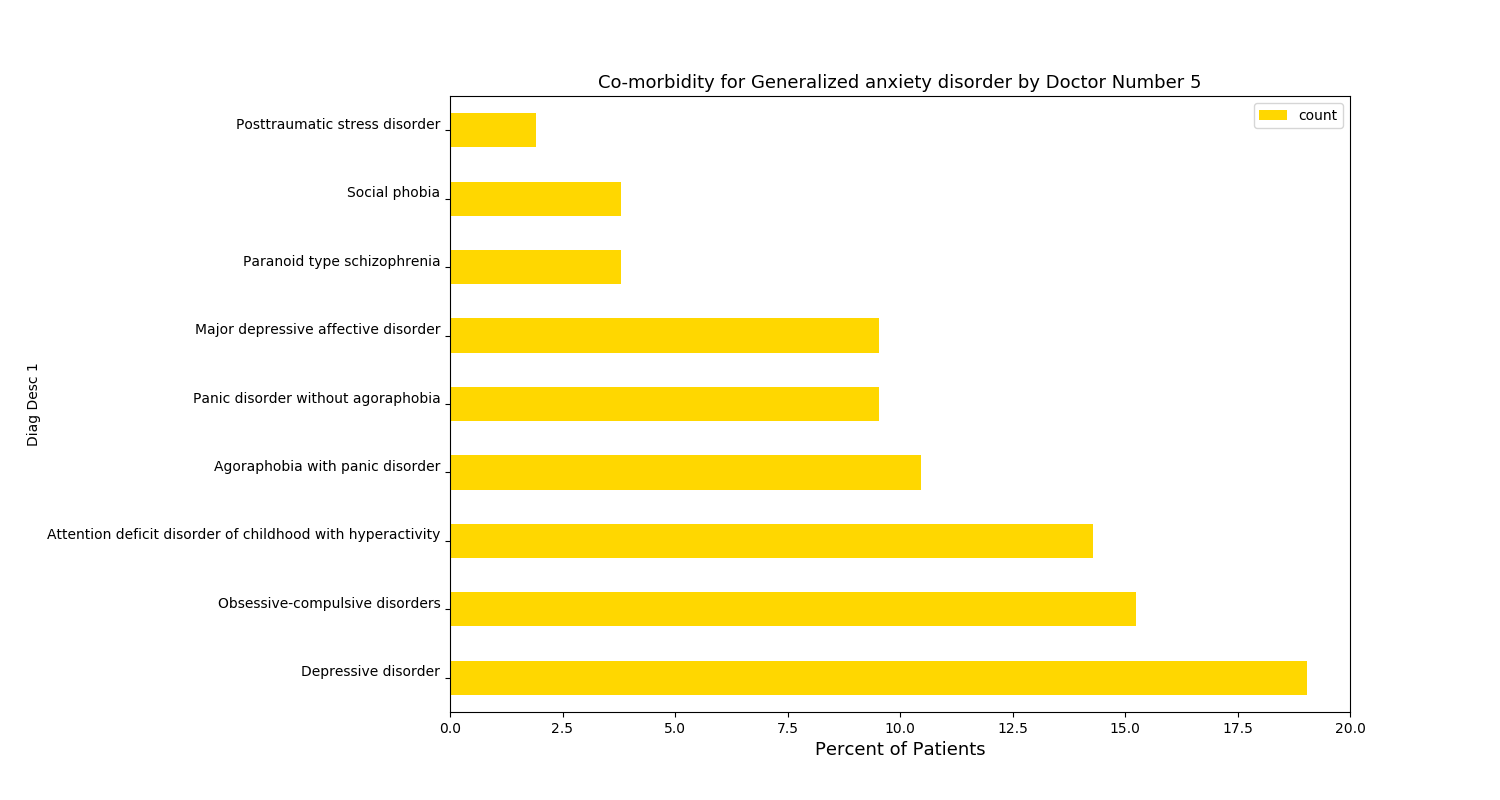 Co-morbidity for Generalized anxiety disorder by Doctor Number 5
count
Posttraumatic stress disorder
Social phobia
Paranoid type schizophrenia
Major depressive affective disorder
Panic disorder without agoraphobia
Agoraphobia with panic disorder
Attention deficit disorder of childhood with hyperactivity
Obsessive-compulsive disorders
Depressive disorder
Diag Desc 1
0.0 2.5 5.0 7.5 10.0 12.5 15.0 17.5 20.0
Percent of Patients